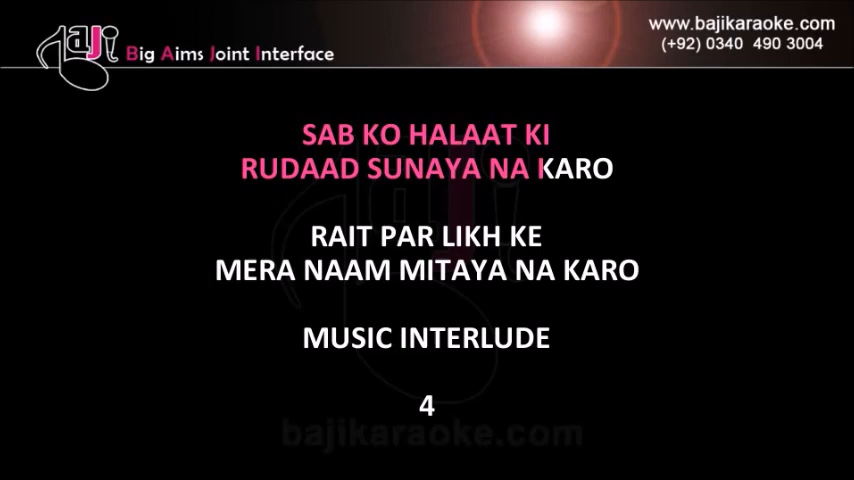 Baji Big Aims Joint Interface
www.bajikaraoke.com
(+92) 0340 490 3004
SAB KO HALAAT KI
RUDAAD SUNAYA NA KARO
RAIT PAR LIKH KE
MERA NAAM MITAYA NA KARO
MUSIC INTERLUDE
4
bajikaraoke.com